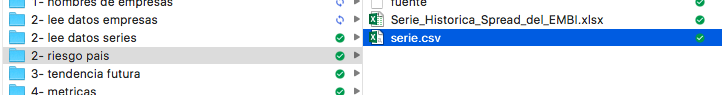 1- nombres de empresas
2- lee datos empresas
2- lee datos series
2- riesgo pais
3- tendencia futura
4- metricas
fuente
Serie_Historica_Spread_del_EMBI.xlsx
serie.csv